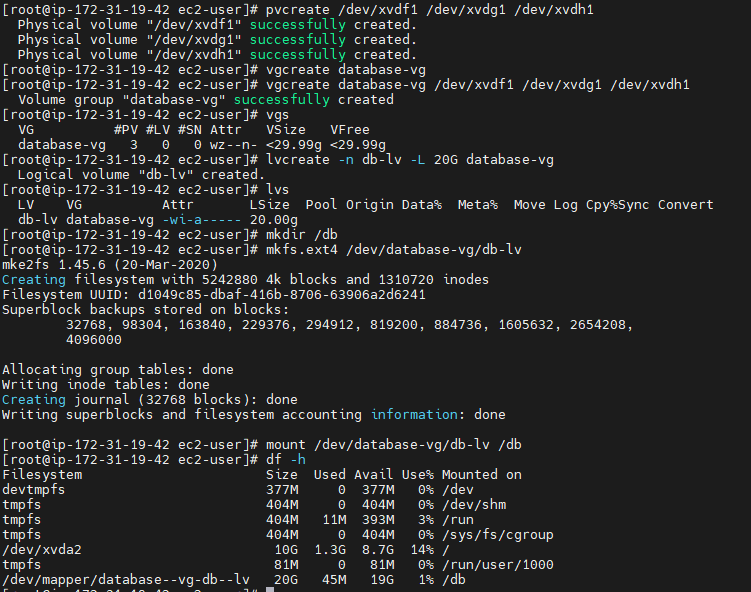 [root@ip-172-31-19-42 ec2-user]# pvcreate /dev/xvdf1 /dev/xvdg1 /dev/xvdh1
  Physical volume "/dev/xvdf1" successfully created.
  Physical volume "/dev/xvdg1" successfully created.
  Physical volume "/dev/xvdh1" successfully created.
[root@ip-172-31-19-42 ec2-user]# vgcreate database-vg
[root@ip-172-31-19-42 ec2-user]# vgcreate database-vg /dev/xvdf1 /dev/xvdg1 /dev/xvdh1
  Volume group "database-vg" successfully created
[root@ip-172-31-19-42 ec2-user]# vgs
  VG          #PV #LV #SN Attr   VSize   VFree
  database-vg   3   0   0 wz--n- <29.99g <29.99g
[root@ip-172-31-19-42 ec2-user]# lvcreate -n db-lv -L 20G database-vg
  Logical volume "db-lv" created.
[root@ip-172-31-19-42 ec2-user]# lvs
  LV    VG          Attr       LSize  Pool Origin Data%  Meta%  Move Log Cpy%Sync Convert
  db-lv database-vg -wi-a----- 20.00g
[root@ip-172-31-19-42 ec2-user]# mkdir /db
[root@ip-172-31-19-42 ec2-user]# mkfs.ext4 /dev/database-vg/db-lv
mke2fs 1.45.6 (20-Mar-2020)
Creating filesystem with 5242880 4k blocks and 1310720 inodes
Filesystem UUID: d1049c85-dbaf-416b-8706-63906a2d6241
Superblock backups stored on blocks:
        32768, 98304, 163840, 229376, 294912, 819200, 884736, 1605632, 2654208,
        4096000

Allocating group tables: done
Writing inode tables: done
Creating journal (32768 blocks): done
Writing superblocks and filesystem accounting information: done

[root@ip-172-31-19-42 ec2-user]# mount /dev/database-vg/db-lv /db
[root@ip-172-31-19-42 ec2-user]# df -h
Filesystem                       Size  Used Avail Use% Mounted on
devtmpfs                         377M     0  377M   0% /dev
tmpfs                            404M     0  404M   0% /dev/shm
tmpfs                            404M   11M  393M   3% /run
tmpfs                            404M     0  404M   0% /sys/fs/cgroup
/dev/xvda2                        10G  1.3G  8.7G  14% /
tmpfs                             81M     0   81M   0% /run/user/1000
/dev/mapper/database--vg-db--lv   20G   45M   19G   1% /db
[root@ip-172-31-19-42 ec2-user]#